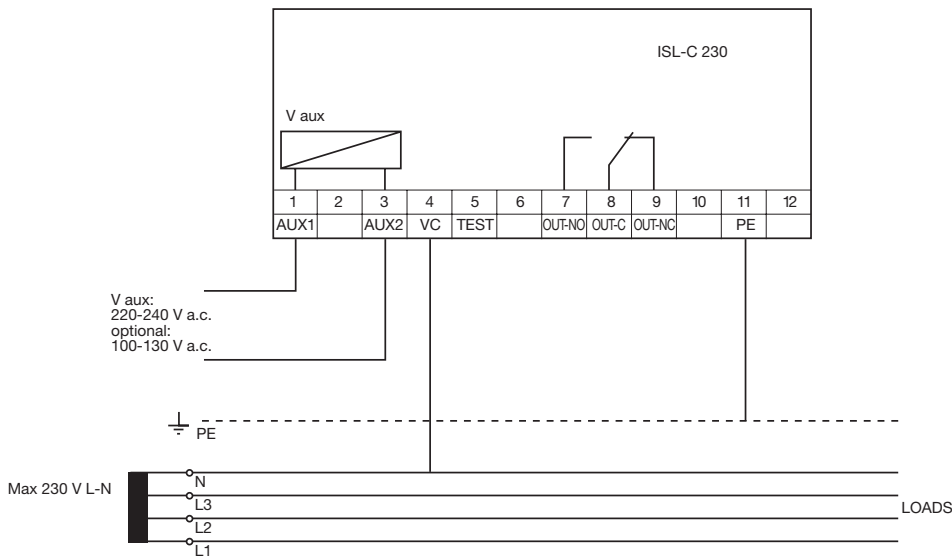 ISL-C 230
V aux
1 2 3 4 5 6 7 8 9 10 11 12
AUX1 AUX2 VC TEST OUT-NO OUT-C OUT-NC PE
V aux:
220-240 V a.c.
optional:
100-130 V a.c.
PE
Max 230 V L-N
N
L3
LOADS
L2
L1